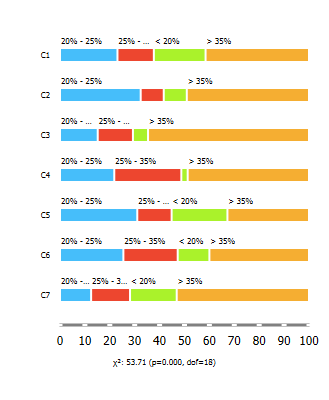 20% - 25% 25% - ... < 20% > 35%
C1
20% - 25% > 35%
C2
20% - ... 25% - ... > 35%
C3
20% - 25% 25% - 35% > 35%
C4
20% - 25% 25% - ... < 20% > 35%
C5
20% - 25% 25% - 35% < 20% > 35%
C6
20% -... 25% - 3... < 20% > 35%
C7
0 10 20 30 40 50 60 70 80 90 100
χ²: 53.71 (p=0.000, dof=18)